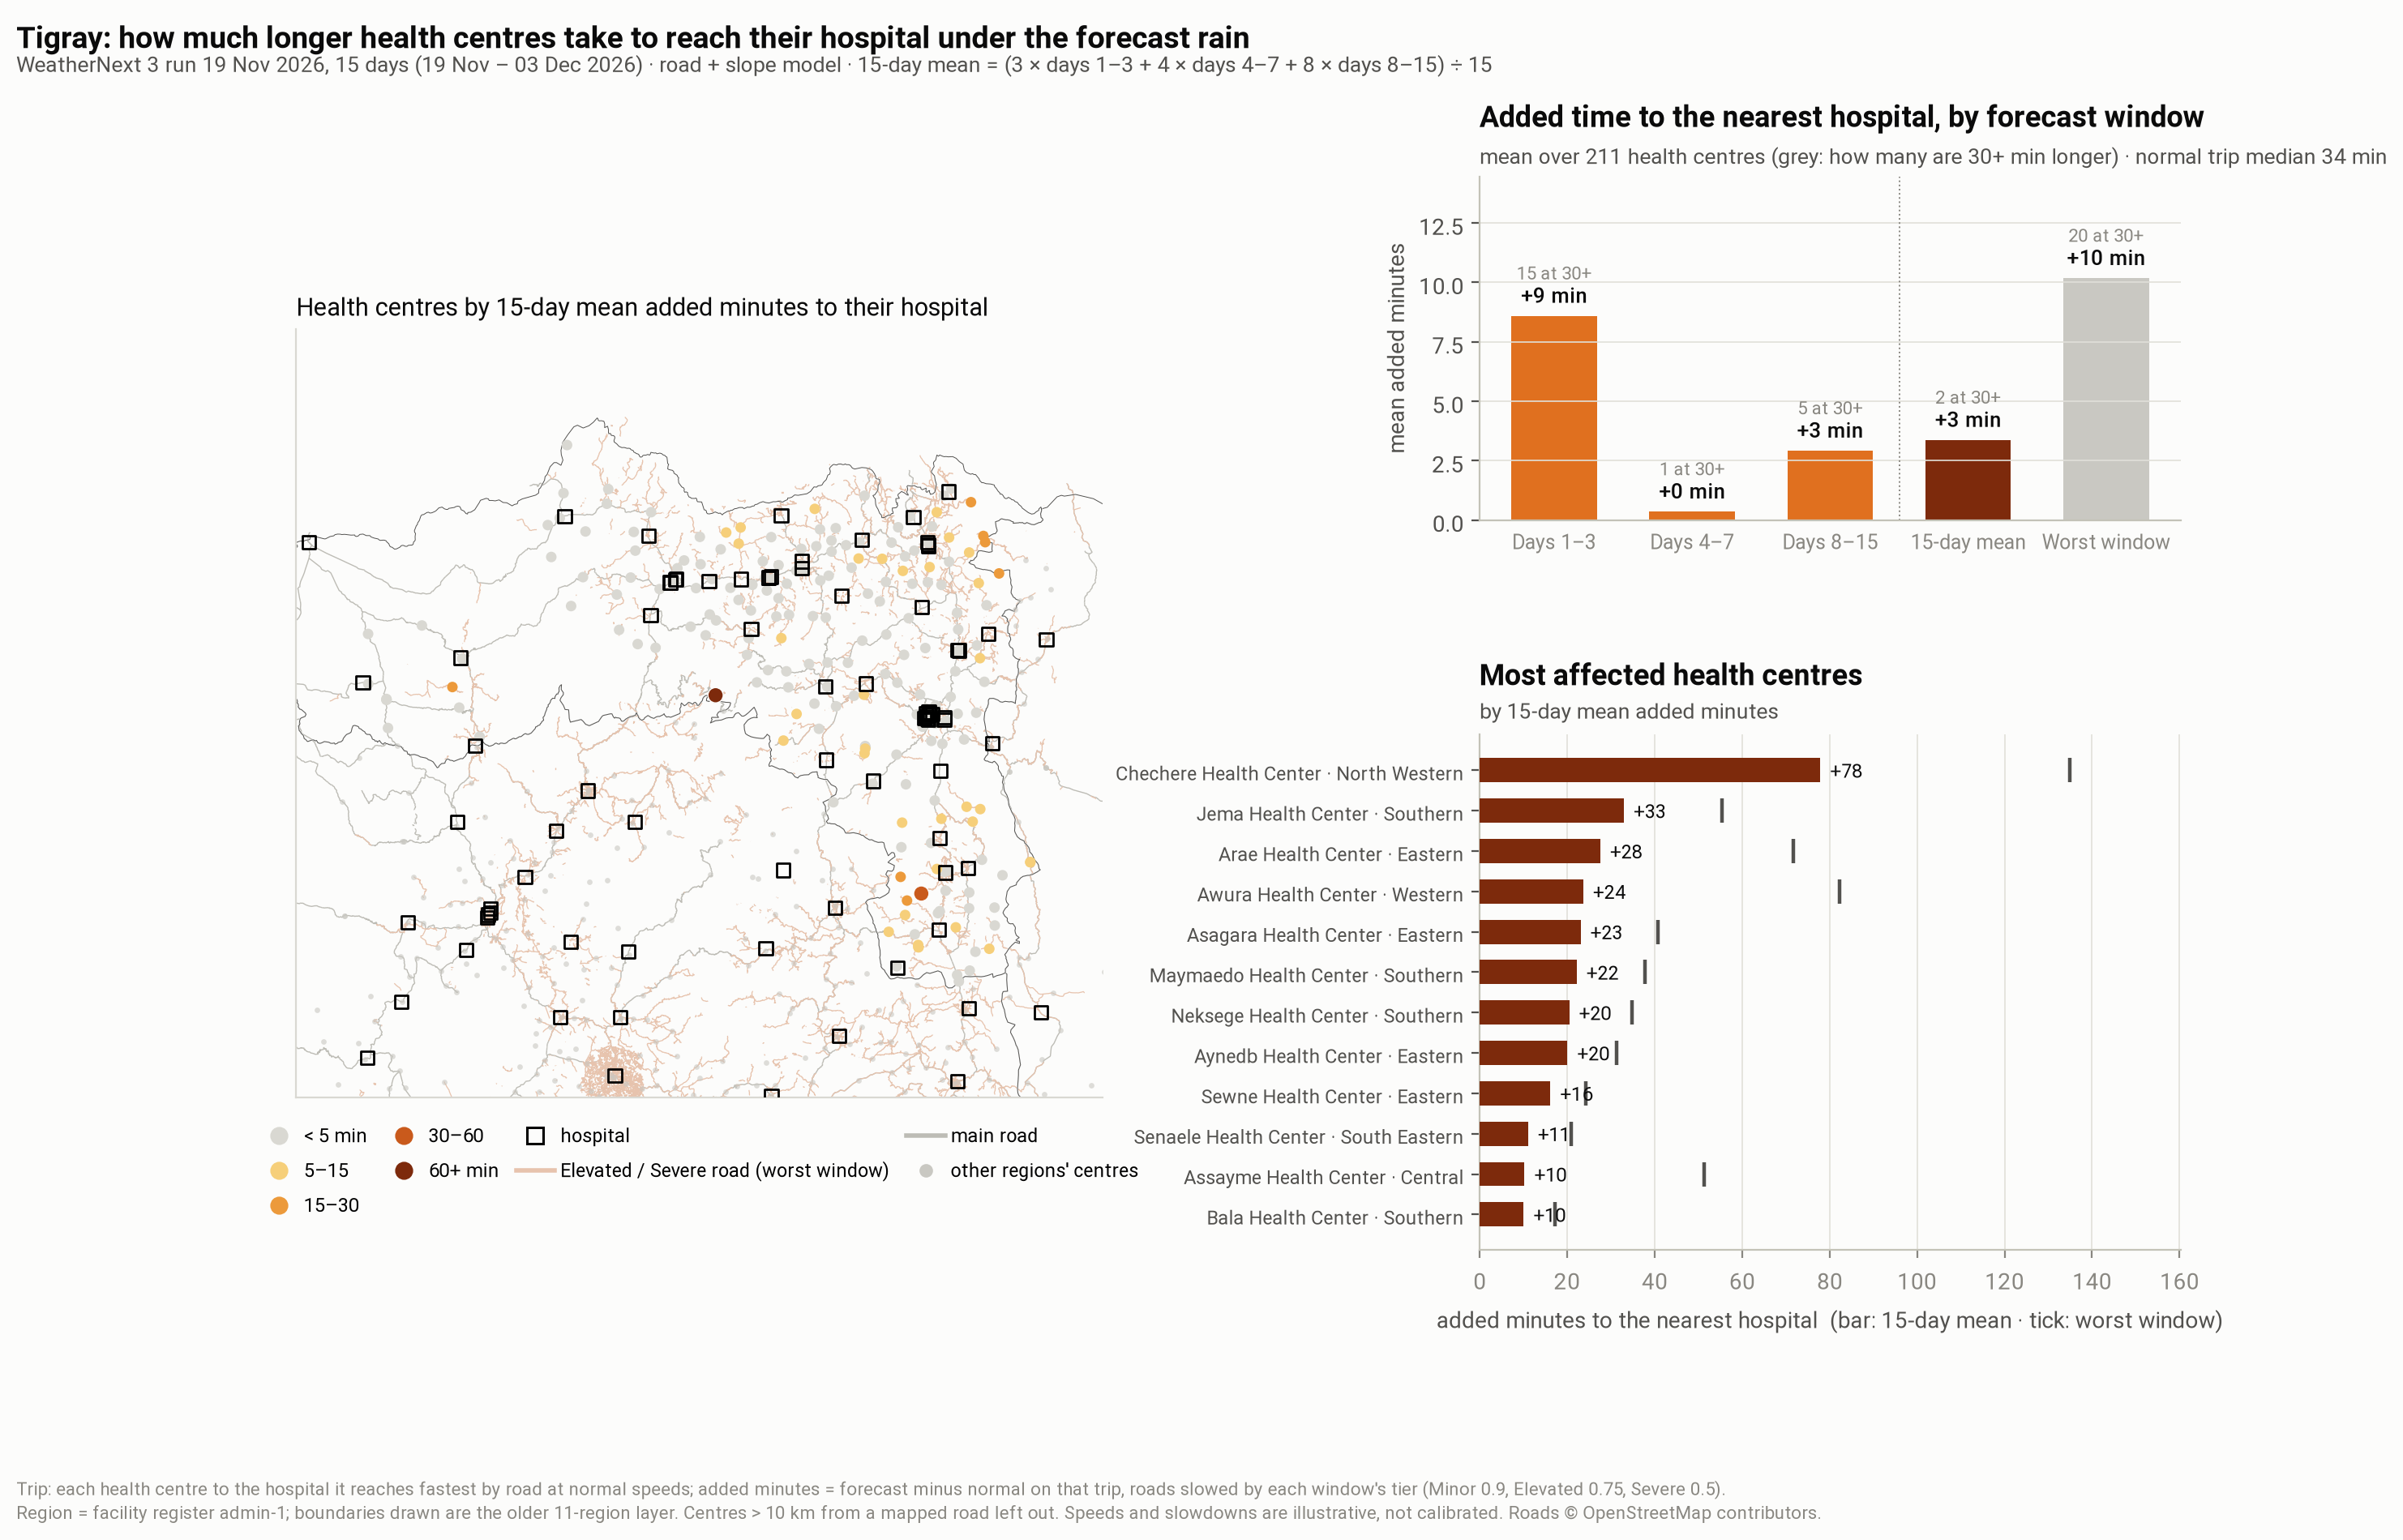 Tigray: how much longer health centres take to reach their hospital under the forecast rain
WeatherNext 3 run 19 Nov 2026, 15 days (19 Nov – 03 Dec 2026) · road + slope model · 15-day mean = (3 × days 1–3 + 4 × days 4–7 + 8 × days 8–15) ÷ 15
Health centres by 15-day mean added minutes to their hospital
< 5 min
5–15
15–30
30–60
60+ min
hospital
Elevated / Severe road (worst window)
main road
other regions' centres
Added time to the nearest hospital, by forecast window
mean over 211 health centres (grey: how many are 30+ min longer) · normal trip median 34 min
mean added minutes
12.5
10.0
7.5
5.0
2.5
0.0
15 at 30+
+9 min
1 at 30+
+0 min
5 at 30+
+3 min
2 at 30+
+3 min
20 at 30+
+10 min
Days 1–3
Days 4–7
Days 8–15
15-day mean
Worst window
Most affected health centres
by 15-day mean added minutes
Chechere Health Center · North Western +78
Jema Health Center · Southern +33
Arae Health Center · Eastern +28
Awura Health Center · Western +24
Asagara Health Center · Eastern +23
Maymaedo Health Center · Southern +22
Neksege Health Center · Southern +20
Aynedb Health Center · Eastern +20
Sewne Health Center · Eastern +16
Senaele Health Center · South Eastern +11
Assayme Health Center · Central +10
Bala Health Center · Southern +10
0 20 40 60 80 100 120 140 160
added minutes to the nearest hospital (bar: 15-day mean · tick: worst window)
Trip: each health centre to the hospital it reaches fastest by road at normal speeds; added minutes = forecast minus normal on that trip, roads slowed by each window's tier (Minor 0.9, Elevated 0.75, Severe 0.5).
Region = facility register admin-1; boundaries drawn are the older 11-region layer. Centres > 10 km from a mapped road left out. Speeds and slowdowns are illustrative, not calibrated. Roads © OpenStreetMap contributors.